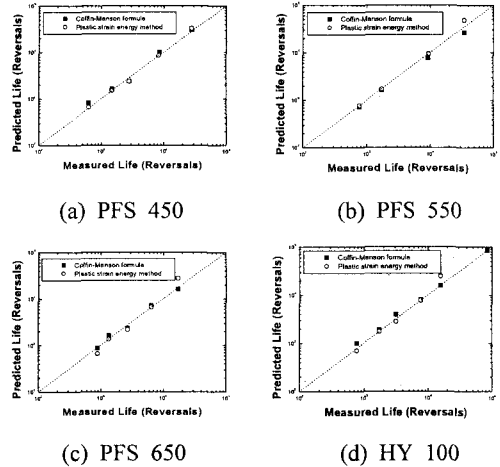 Predicted Life (Reversals)
Coffin-Manson formula
Plastic strain energy method
Measured Life (Reversals)
(a) PFS 450
Predicted Life (Reversals)
Coffin-Manson formula
Plastic strain energy method
Measured Life (Reversals)
(b) PFS 550
Predicted Life (Reversals)
Coffin-Manson formula
Plastic strain energy method
Measured Life (Reversals)
(c) PFS 650
Predicted Life (Reversals)
Coffin-Manson formula
Plastic strain energy method
Measured Life (Reversals)
(d) HY 100